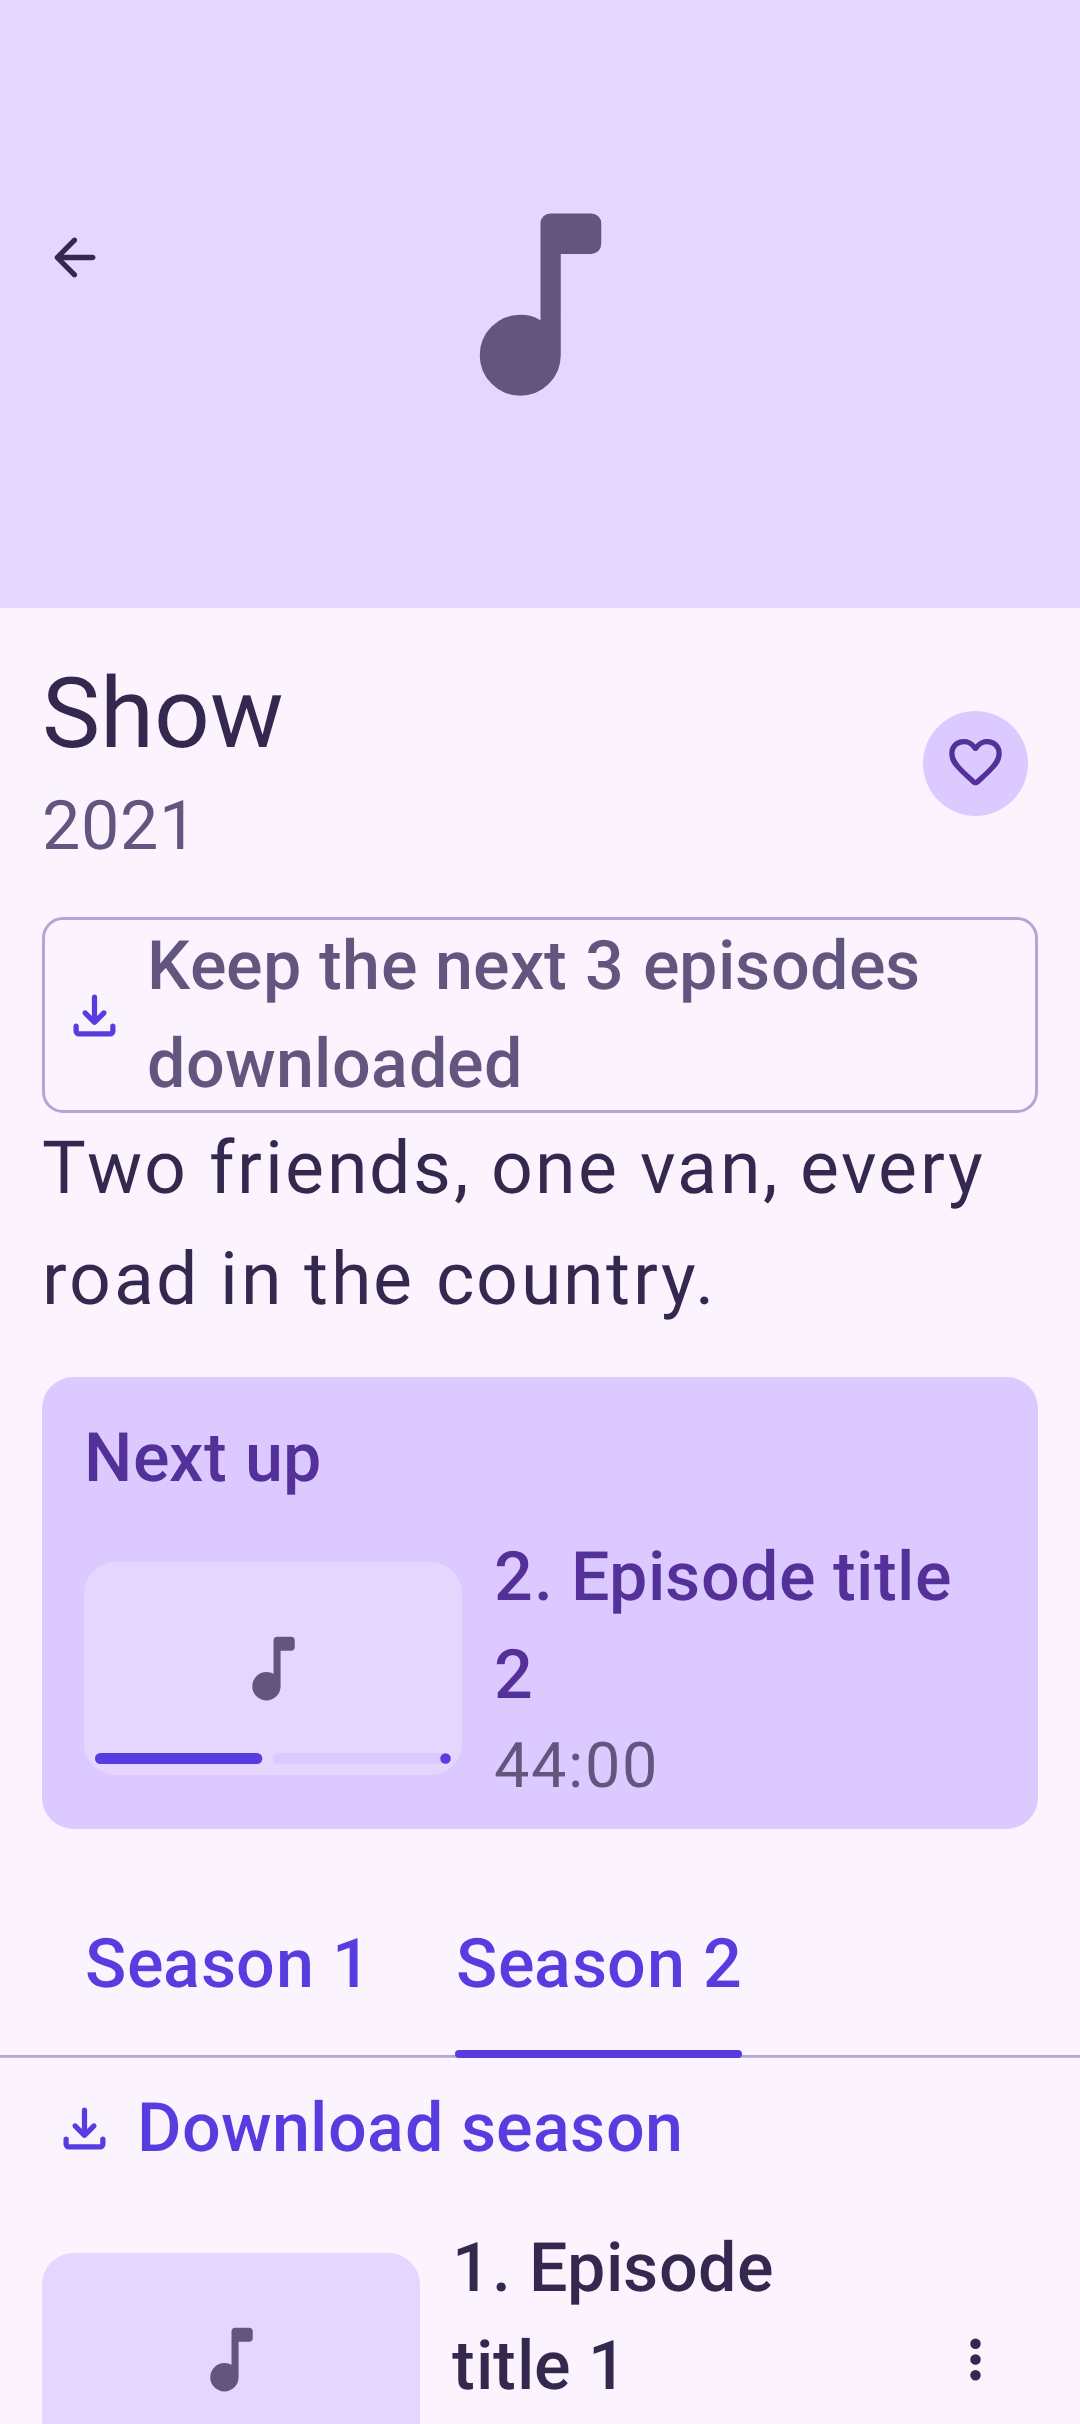 Show
2021
Keep the next 3 episodes
downloaded
Two friends, one van, every
road in the country.
Next up
2. Episode title
2
44:00
Season 1
Season 2
Download season
1. Episode
title 1